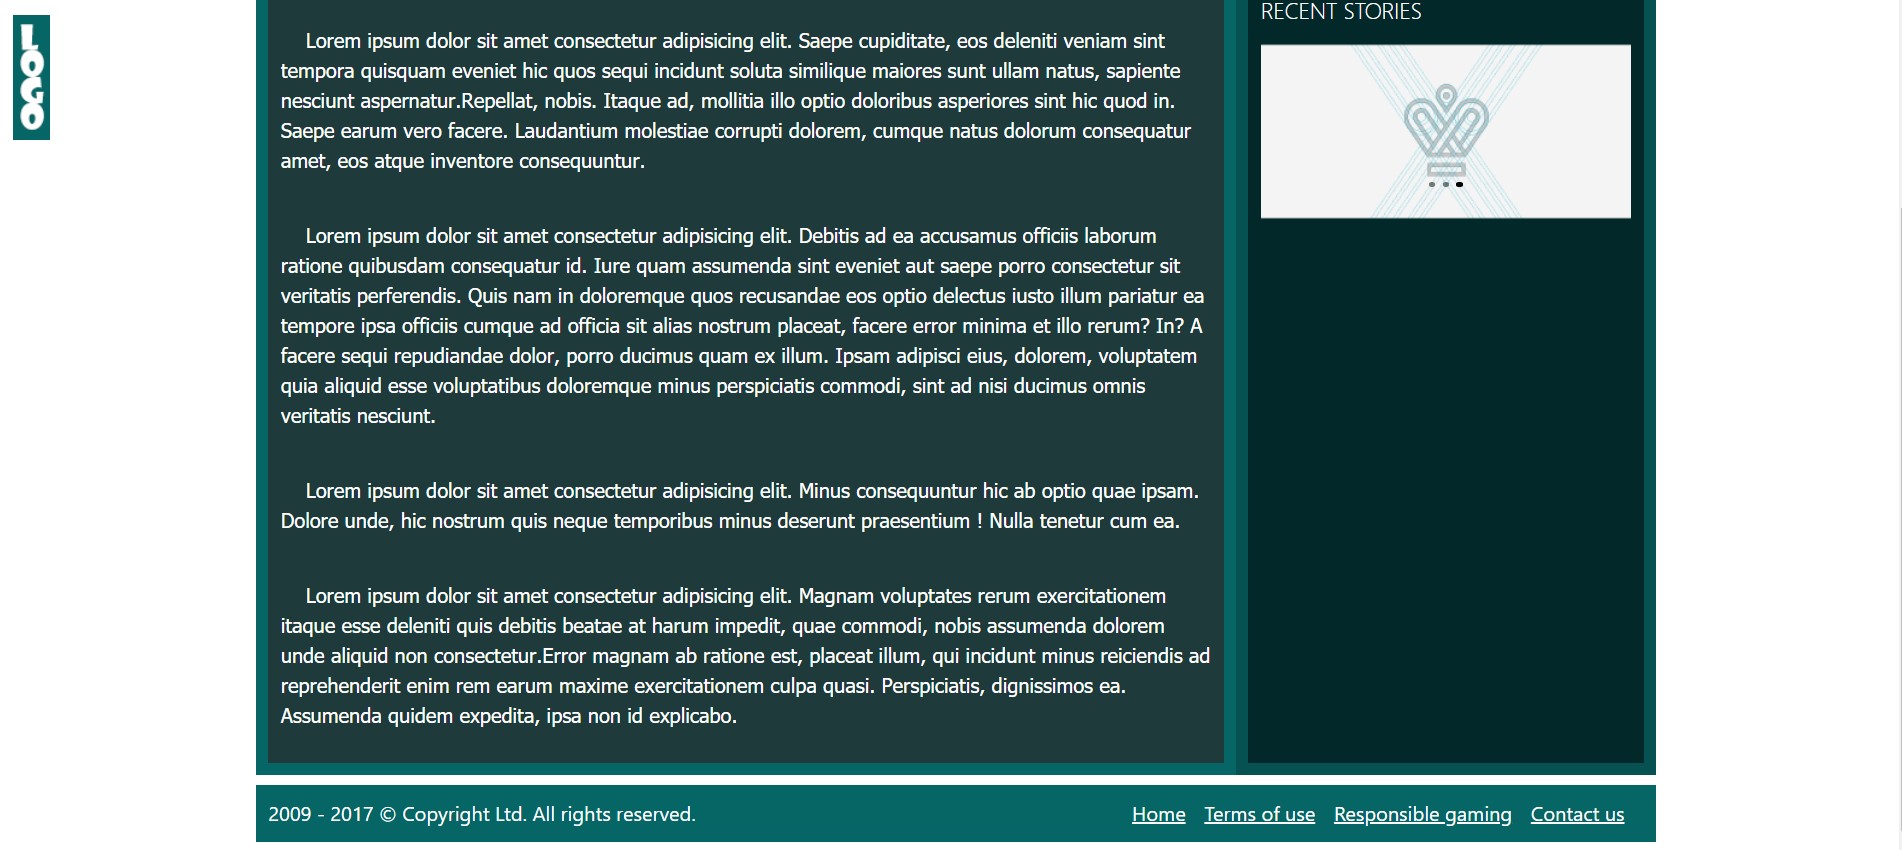 LOGO
Lorem ipsum dolor sit amet consectetur adipisicing elit. Saepe cupiditate, eos deleniti veniam sint
tempora quisquam eveniet hic quos sequi incidunt soluta similique maiores sunt ullam natus, sapiente
nesciunt aspernatur.Repellat, nobis. Itaque ad, mollitia illo optio doloribus asperiores sint hic quod in.
Saepe earum vero facere. Laudantium molestiae corrupti dolorem, cumque natus dolorum consequatur
amet, eos atque inventore consequuntur.
Lorem ipsum dolor sit amet consectetur adipisicing elit. Debitis ad ea accusamus officiis laborum
ratione quibusdam consequatur id. Iure quam assumenda sint eveniet aut saepe porro consectetur sit
veritatis perferendis. Quis nam in doloremque quos recusandae eos optio delectus iusto illum pariatur ea
tempore ipsa officiis cumque ad officia sit alias nostrum placeat, facere error minima et illo rerum? In? A
facere sequi repudiandae dolor, porro ducimus quam ex illum. Ipsam adipisci eius, dolorem, voluptatem
quia aliquid esse voluptatibus doloremque minus perspiciatis commodi, sint ad nisi ducimus omnis
veritatis nesciunt.
Lorem ipsum dolor sit amet consectetur adipisicing elit. Minus consequuntur hic ab optio quae ipsam.
Dolore unde, hic nostrum quis neque temporibus minus deserunt praesentium ! Nulla tenetur cum ea.
Lorem ipsum dolor sit amet consectetur adipisicing elit. Magnam voluptates rerum exercitationem
itaque esse deleniti quis debitis beatae at harum impedit, quae commodi, nobis assumenda dolorem
unde aliquid non consectetur.Error magnam ab ratione est, placeat illum, qui incidunt minus reiciendis ad
reprehenderit enim rem earum maxime exercitationem culpa quasi. Perspiciatis, dignissimos ea.
Assumenda quidem expedita, ipsa non id explicabo.
RECENT STORIES
2009 - 2017 © Copyright Ltd. All rights reserved.
Home Terms of use Responsible gaming Contact us